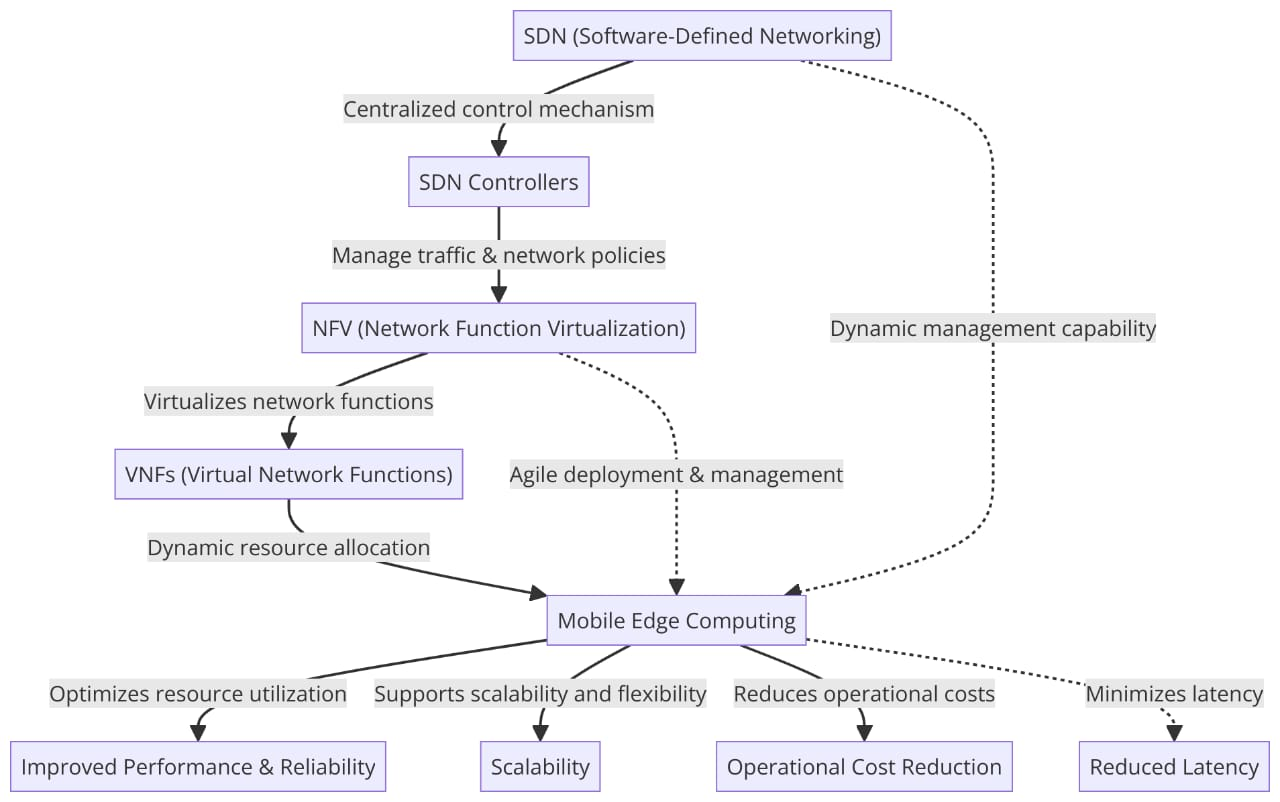 SDN (Software-Defined Networking)
Centralized control mechanism
SDN Controllers
Manage traffic & network policies
NFV (Network Function Virtualization)
Dynamic management capability
Virtualizes network functions
VNFs (Virtual Network Functions)
Agile deployment & management
Dynamic resource allocation
Mobile Edge Computing
Optimizes resource utilization
Supports scalability and flexibility
Reduces operational costs
Minimizes latency
Improved Performance & Reliability
Scalability
Operational Cost Reduction
Reduced Latency